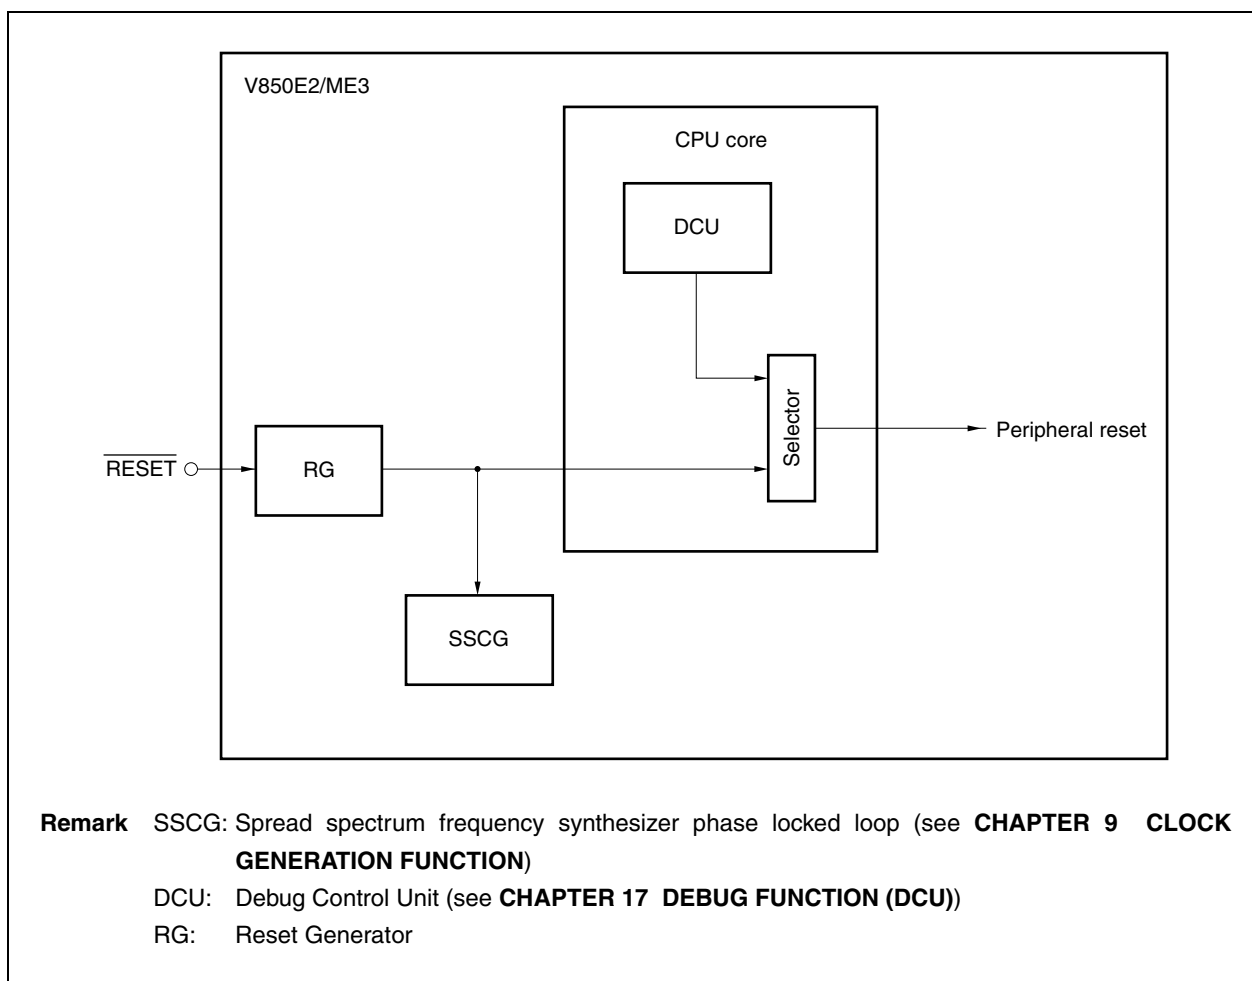 V850E2/ME3
CPU core
DCU
Selector
Peripheral reset
RESET
RG
SSCG
Remark SSCG: Spread spectrum frequency synthesizer phase locked loop (see CHAPTER 9 CLOCK
GENERATION FUNCTION)
DCU: Debug Control Unit (see CHAPTER 17 DEBUG FUNCTION (DCU))
RG: Reset Generator